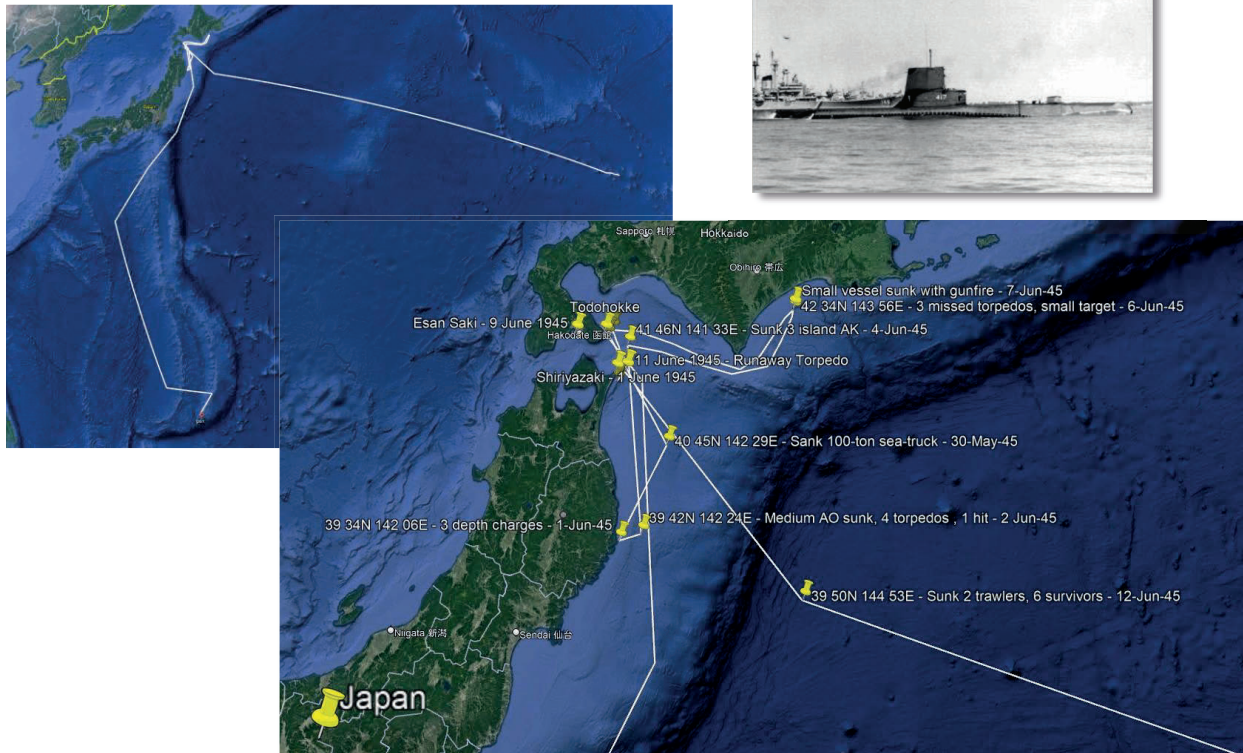 Sapporo 札幌
Hokkaido
Obihiro 帯広
Small vessel sunk with gunfire - 7-Jun-45
42 34N 143 56E - 3 missed torpedos, small target - 6-Jun-45
Todohokke
Esan Saki - 9 June 1945
Hakodate 函館
41 46N 141 33E - Sunk 3 island AK - 4-Jun-45
11 June 1945 - Runaway Torpedo
Shiriyazaki - 1 June 1945
40 45N 142 29E - Sank 100-ton sea-truck - 30-May-45
39 34N 142 06E - 3 depth charges - 1-Jun-45
39 42N 142 24E - Medium AO sunk, 4 torpedos , 1 hit - 2 Jun-45
39 50N 144 53E - Sunk 2 trawlers, 6 survivors - 12-Jun-45
Niigata 新潟
Sendai 仙台
Japan